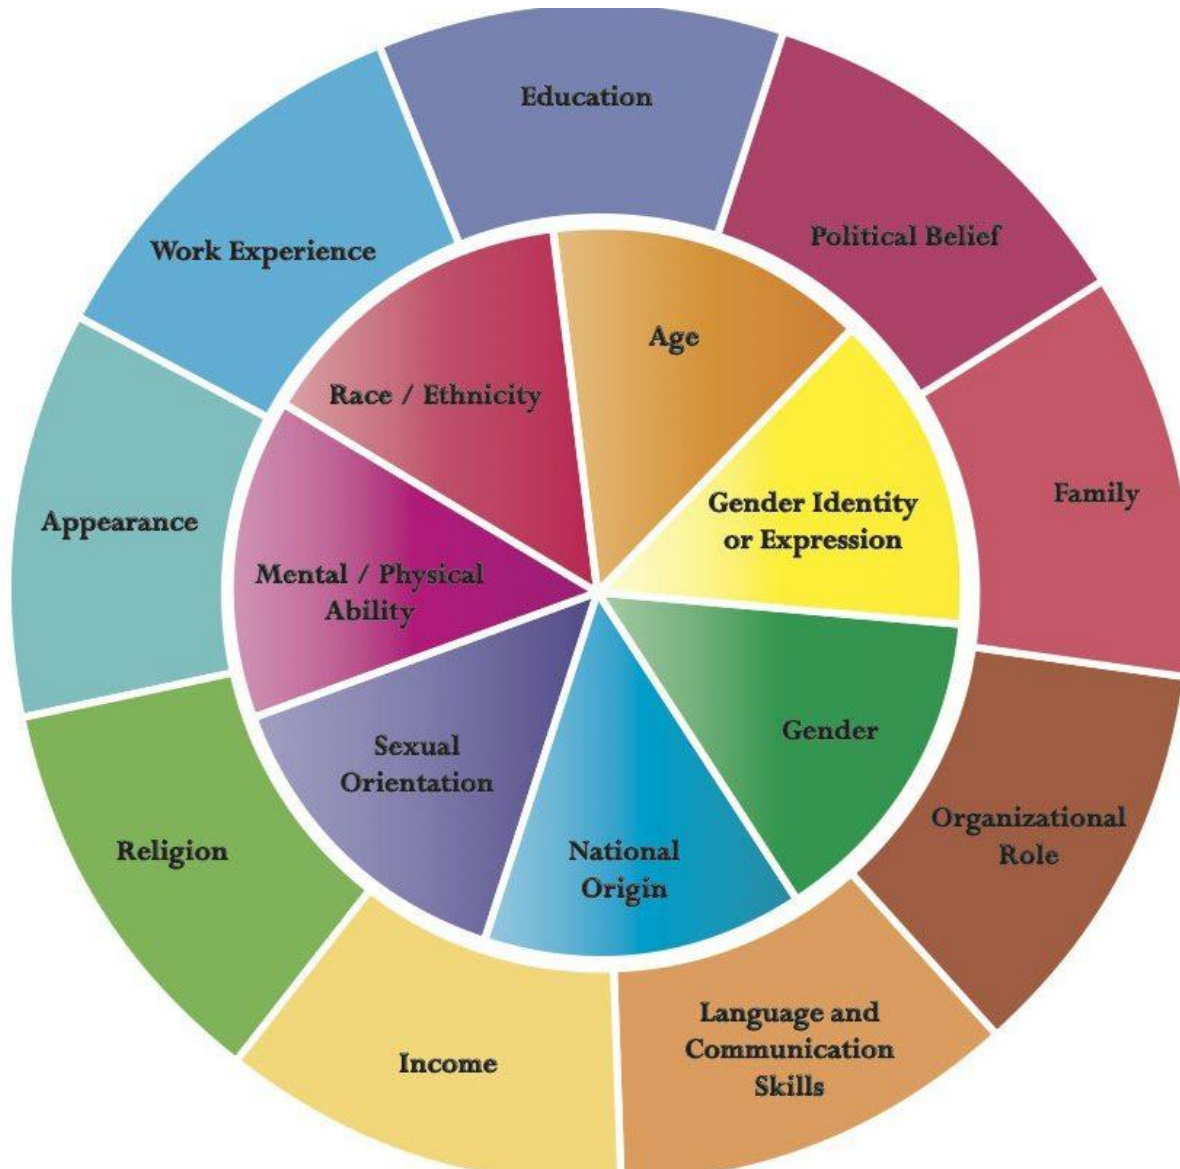 Education
Political Belief
Family
Organizational
Role
Language and
Communication
Skills
Income
Religion
Appearance
Work Experience
Age
Gender Identity
or Expression
Gender
National
Origin
Sexual
Orientation
Mental / Physical
Ability
Race / Ethnicity